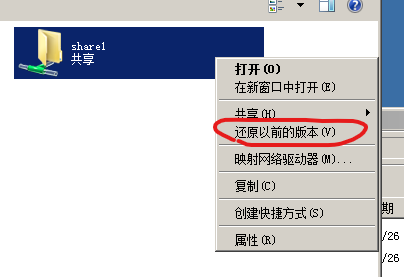 share1
共享
打开(O)
在新窗口中打开(E)
共享(H)
还原以前的版本(V)
映射网络驱动器(M)...
复制(C)
创建快捷方式(S)
属性(R)
期
/26
/26